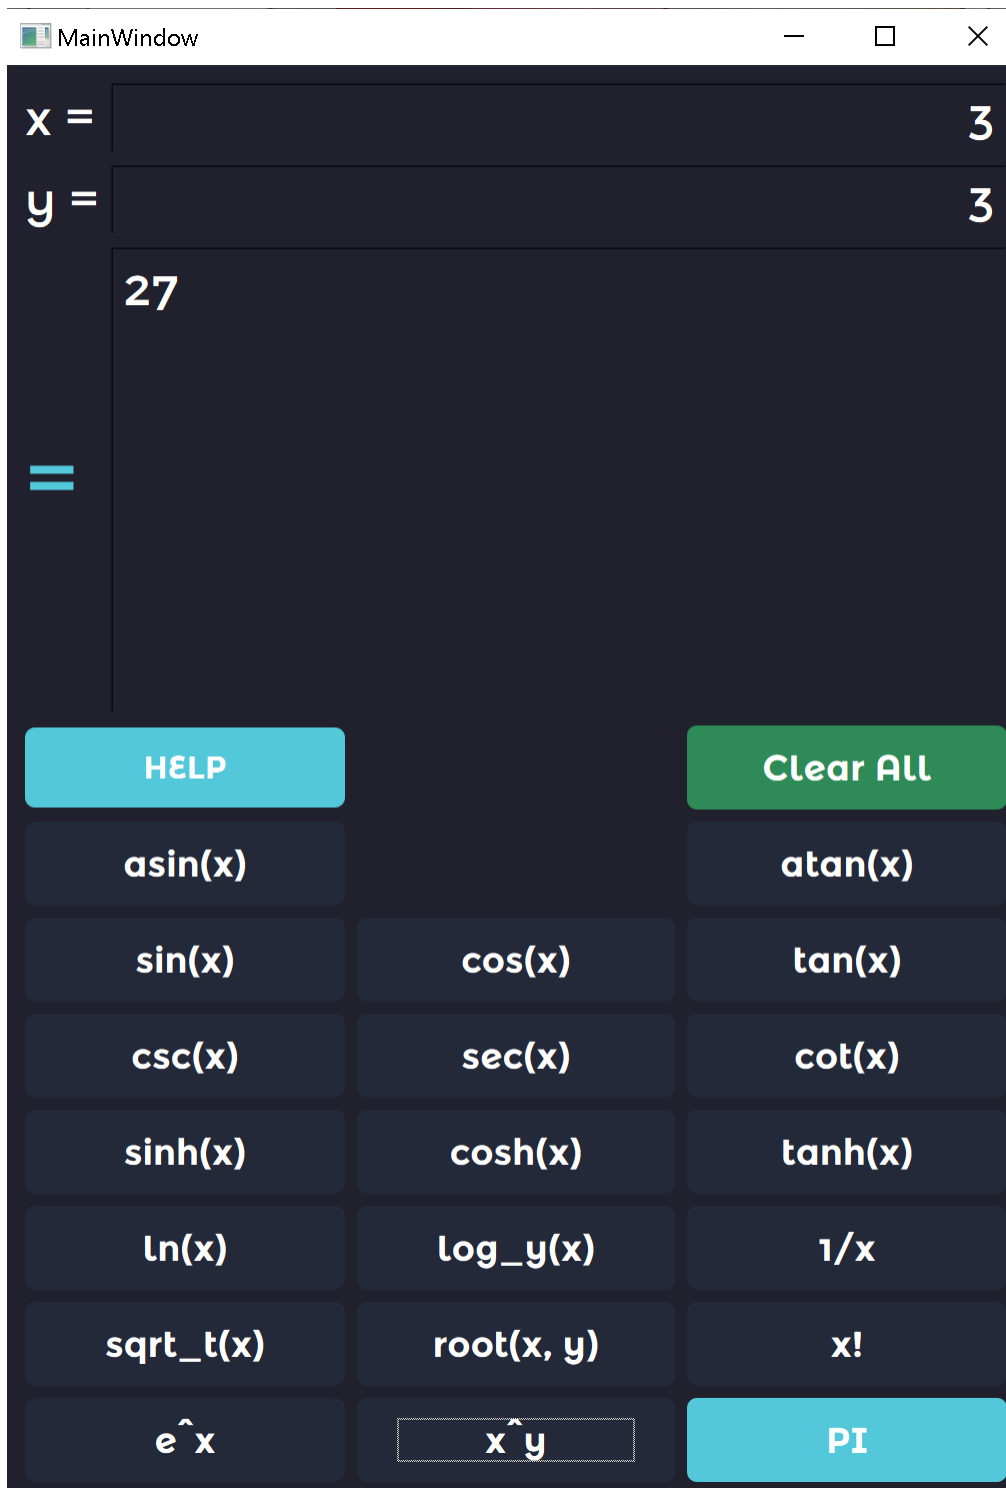 MainWindow
x = 3
y = 3
27
=
HELP Clear All
asin(x) atan(x)
sin(x) cos(x) tan(x)
csc(x) sec(x) cot(x)
sinh(x) cosh(x) tanh(x)
ln(x) log_y(x) 1/x
sqrt_t(x) root(x, y) x!
e^x x^y PI